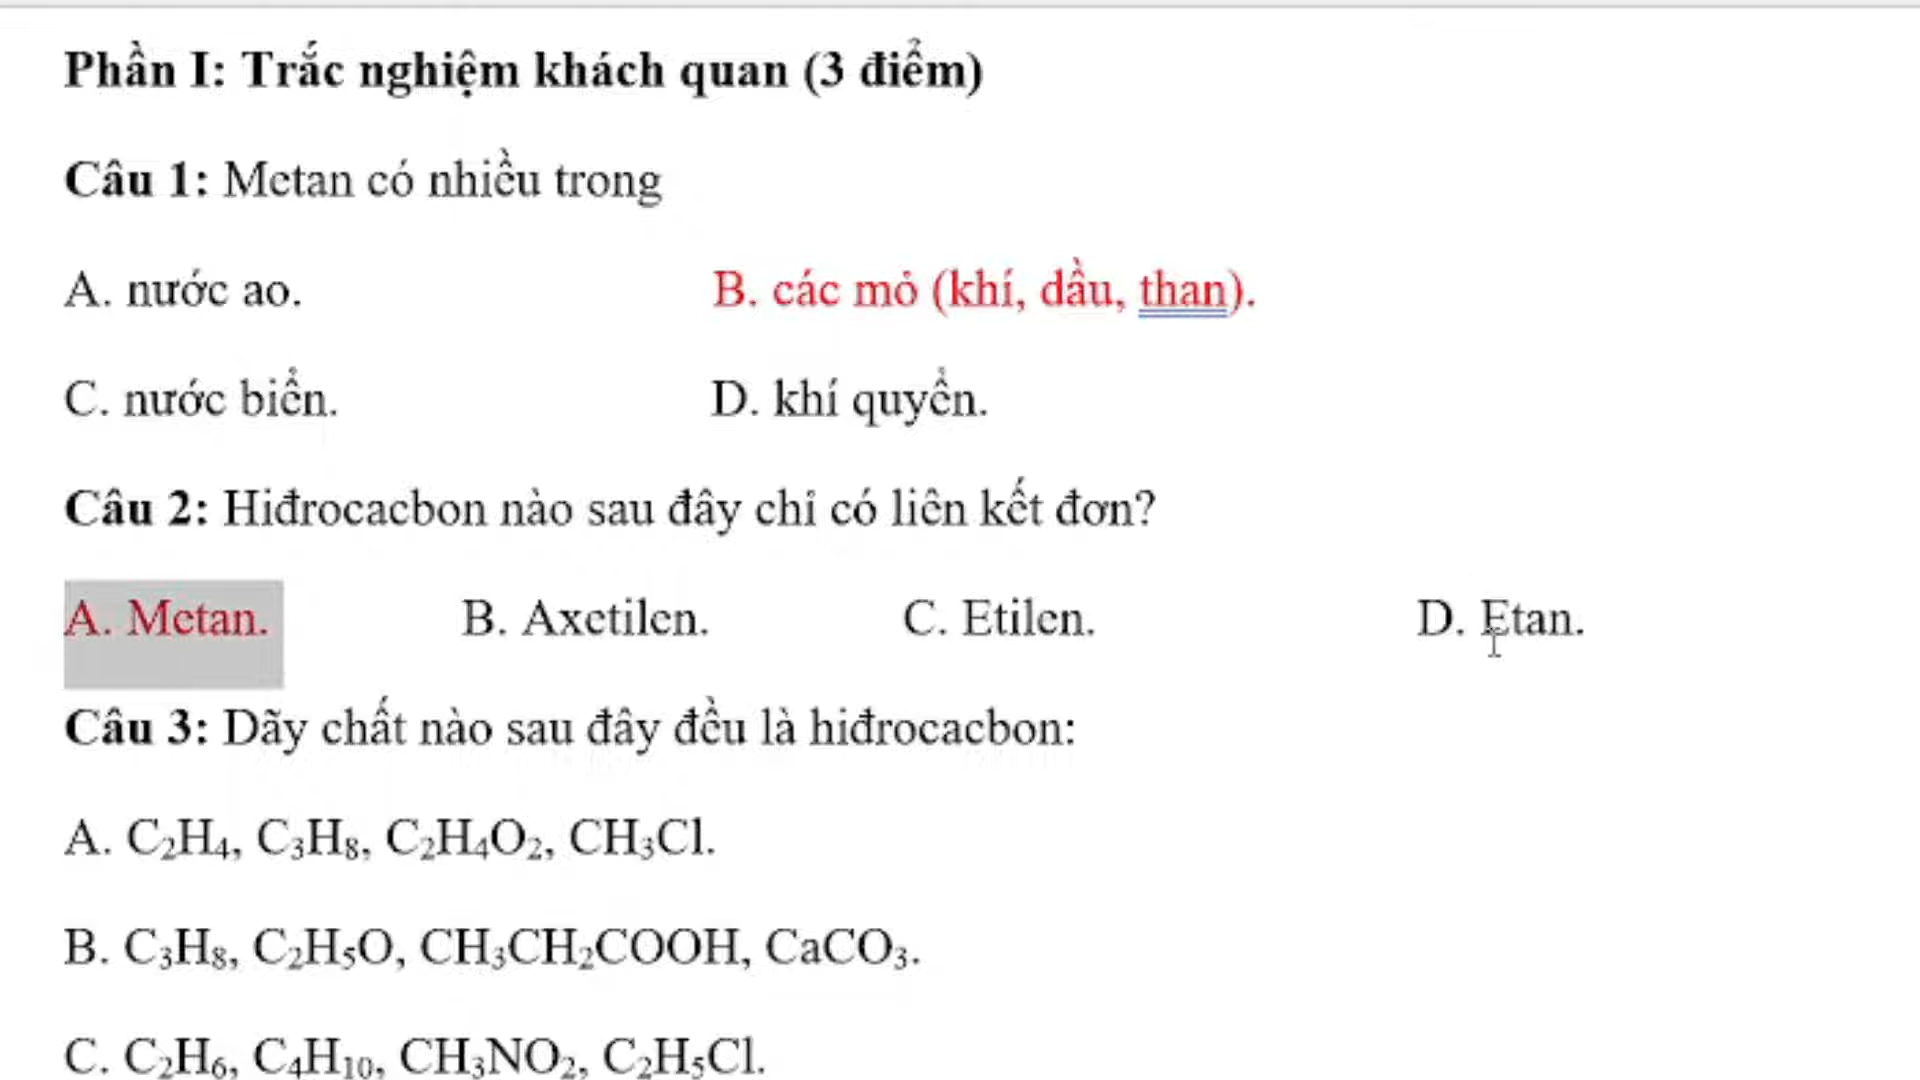 Phần I: Trắc nghiệm khách quan (3 điểm)
Câu 1: Metan có nhiều trong
A. nước ao. B. các mỏ (khí, dầu, than).
C. nước biển. D. khí quyển.
Câu 2: Hiđrocacbon nào sau đây chỉ có liên kết đơn?
A. Metan. B. Axetilen. C. Etilen. D. Etan.
Câu 3: Dãy chất nào sau đây đều là hiđrocacbon:
A. C₂H₄, C₃H₈, C₂H₄O₂, CH₃Cl.
B. C₃H₈, C₂H₅O, CH₃CH₂COOH, CaCO₃.
C. C₂H₆, C₄H₁₀, CH₃NO₂, C₂H₅Cl.